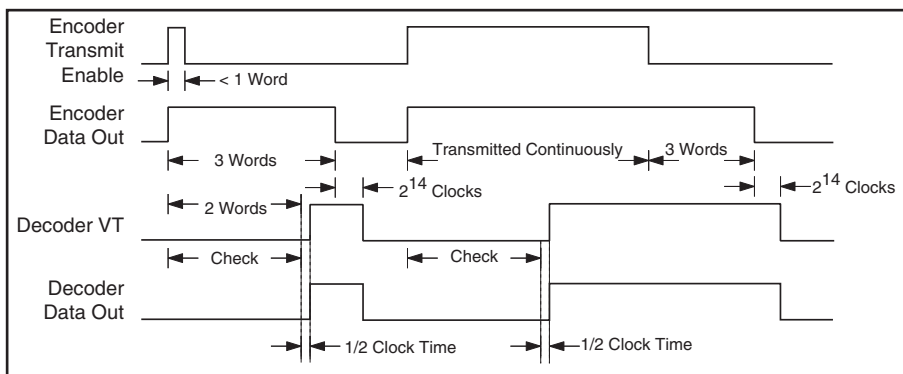 Encoder
Transmit
Enable
< 1 Word
Encoder
Data Out
3 Words
Transmitted Continuously
3 Words
2^14 Clocks
2^14 Clocks
2 Words
Decoder VT
Check
Check
Decoder
Data Out
1/2 Clock Time
1/2 Clock Time